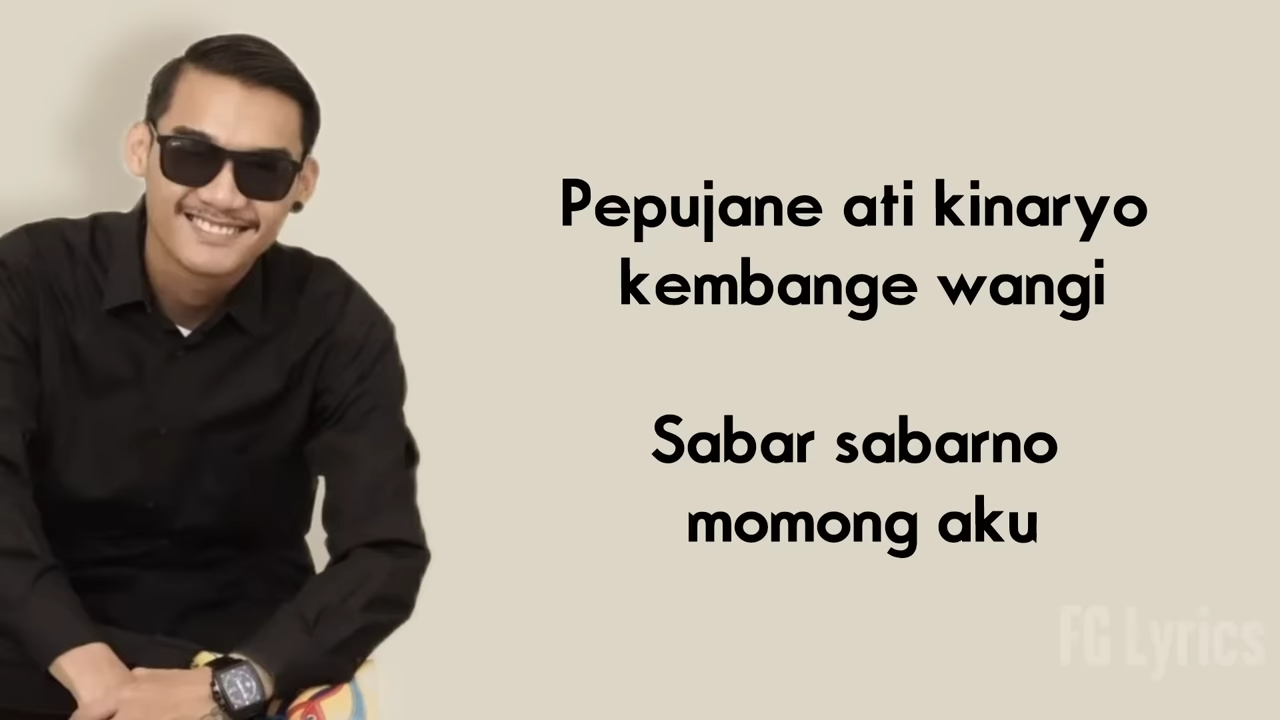 Pepujane ati kinaryo
kembange wangi
Sabar sabarno
momong aku
FG Lyrics